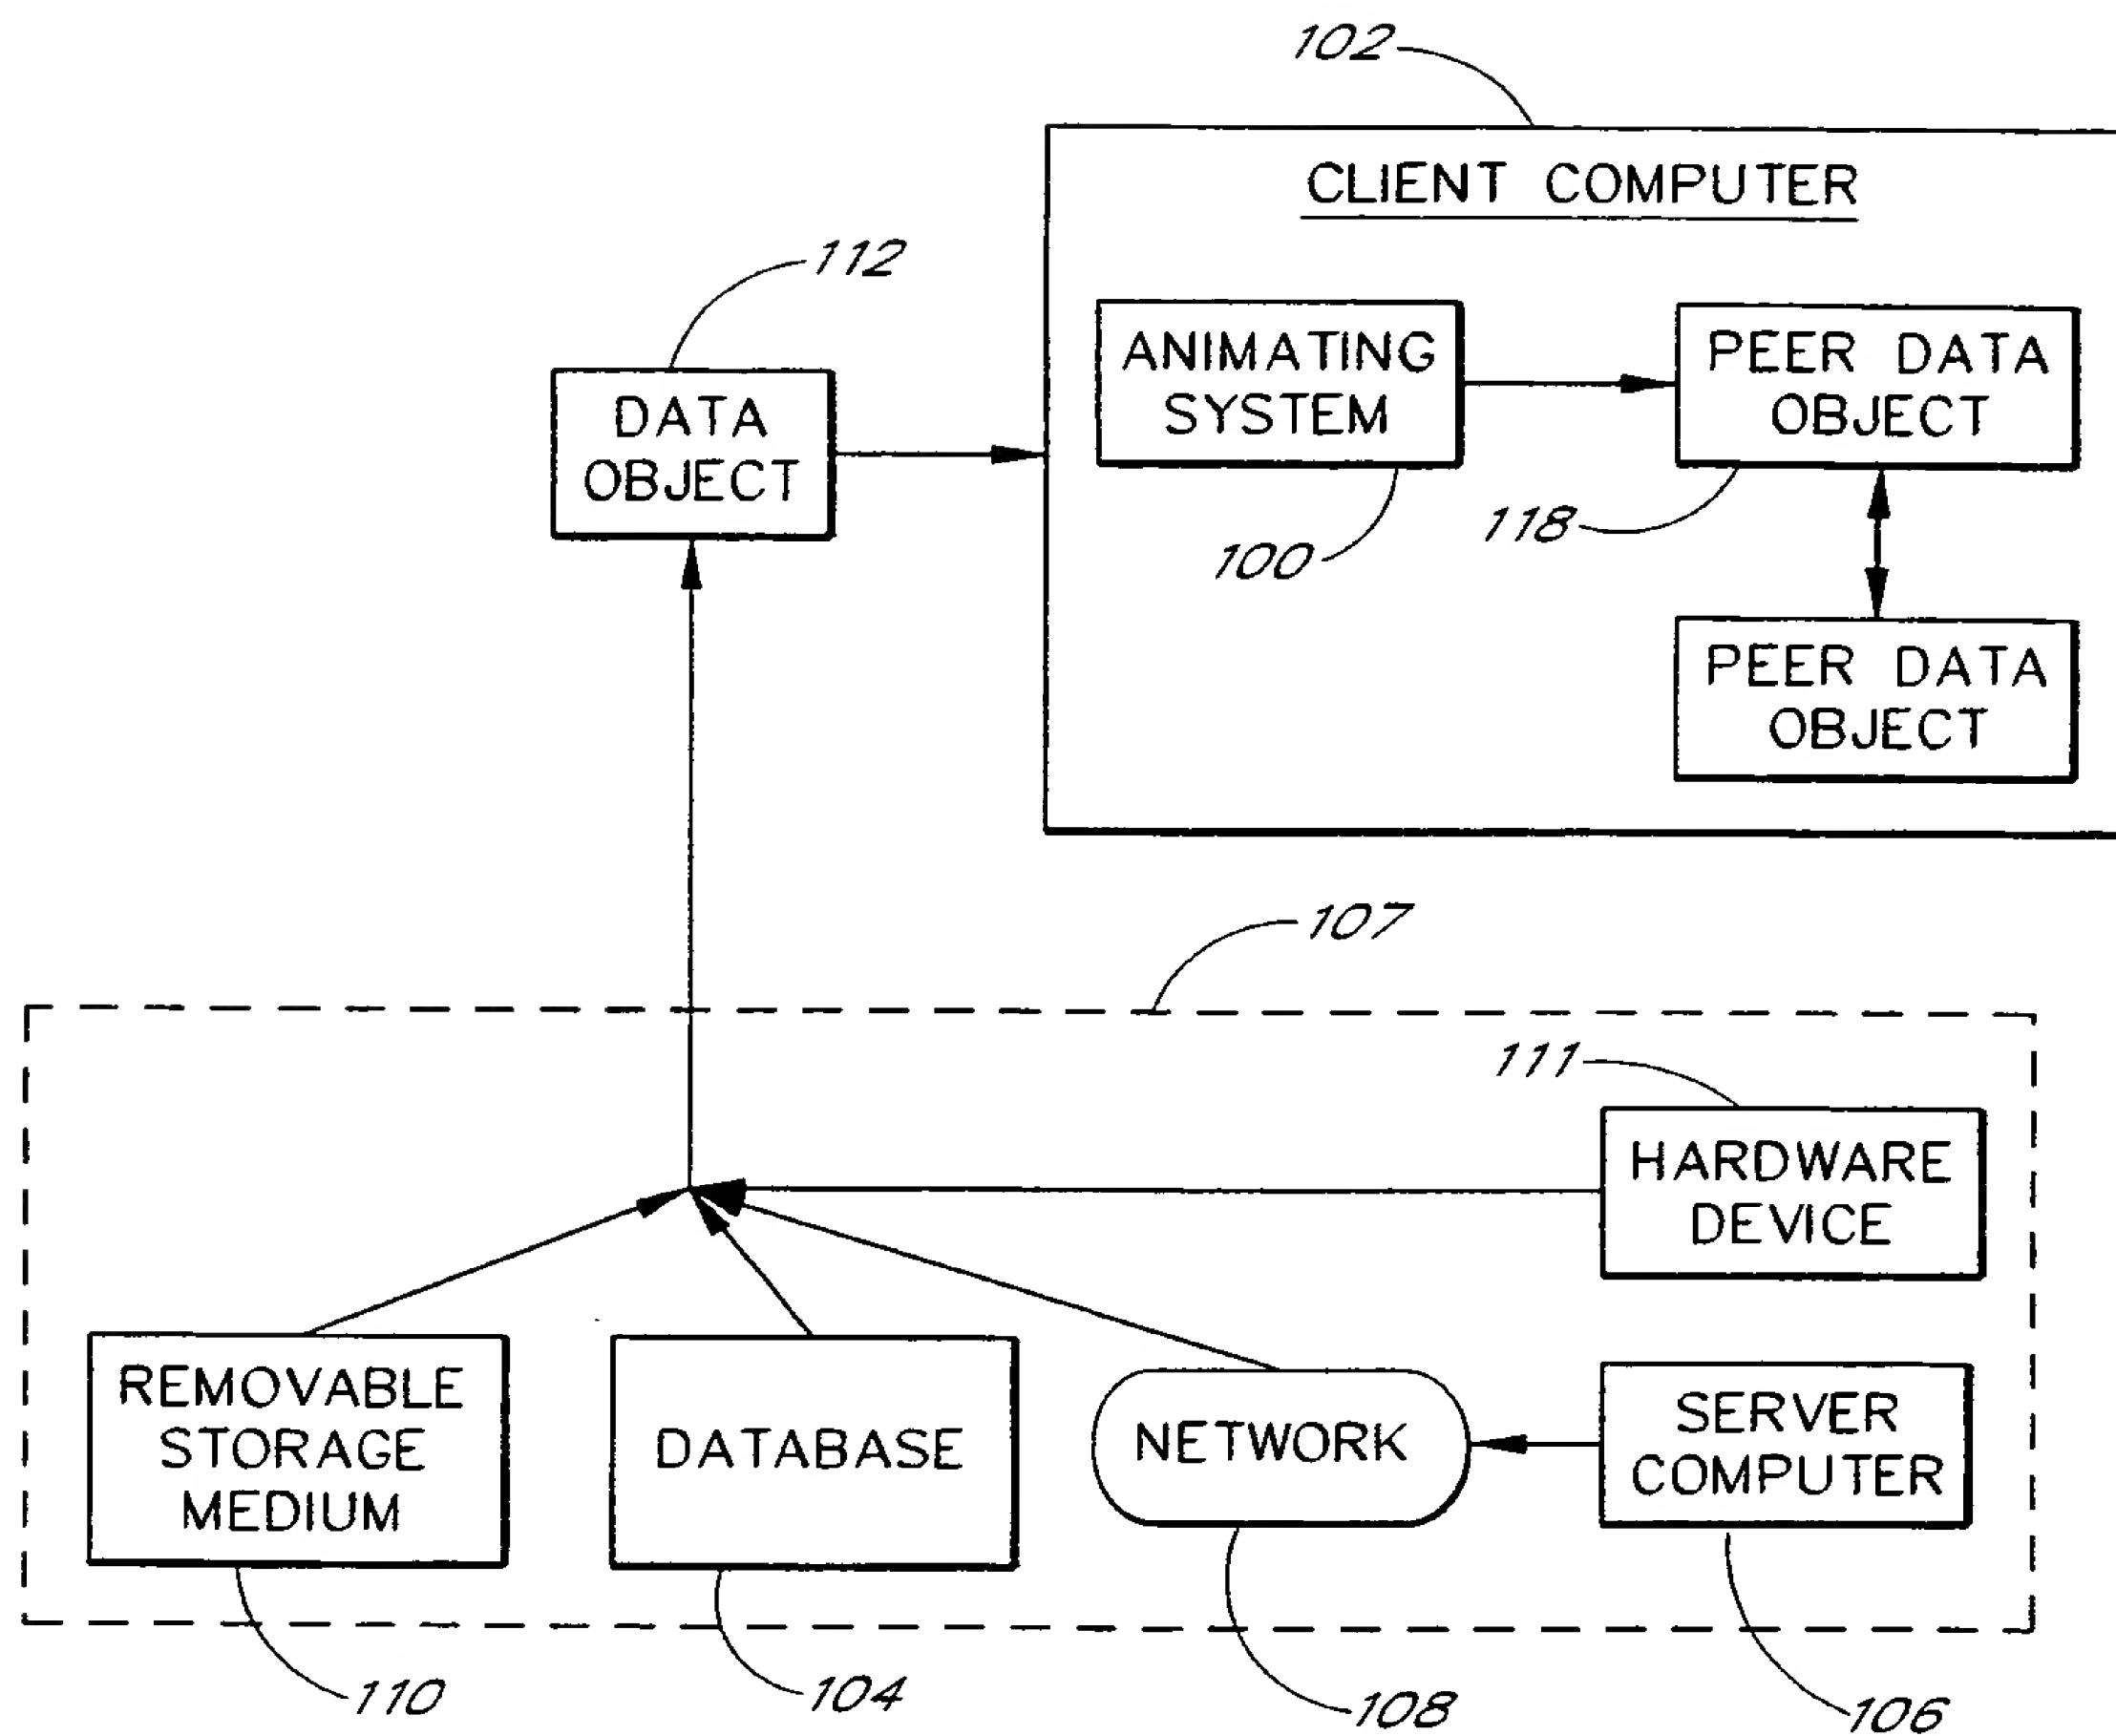 102
CLIENT COMPUTER
112
ANIMATING
SYSTEM
PEER DATA
OBJECT
DATA
OBJECT
118
100
PEER DATA
OBJECT
107
111
HARDWARE
DEVICE
REMOVABLE
STORAGE
MEDIUM
DATABASE
NETWORK
SERVER
COMPUTER
110
104
108
106